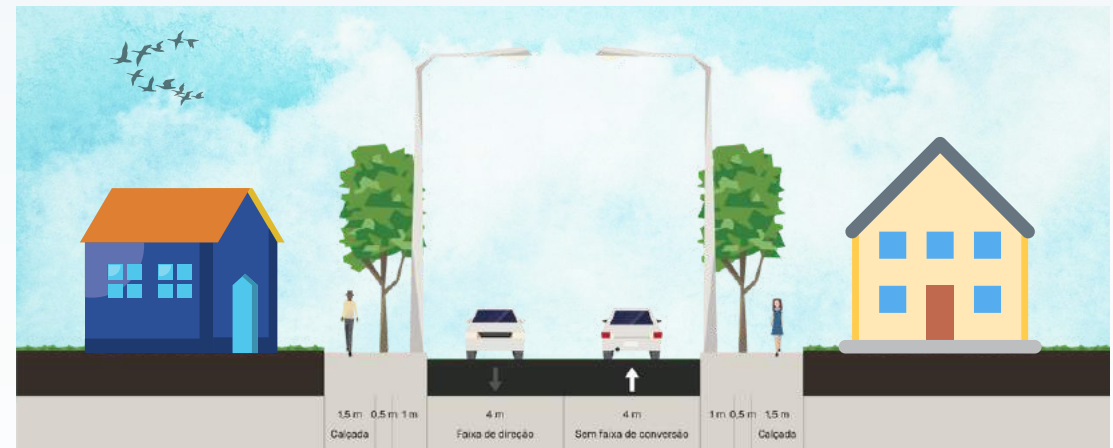 1,5 m 0,5 m 1 m 4 m 4 m 1 m 0,5 m 1,5 m
Calçada Faixa de direção Sem faixa de conversão Calçada